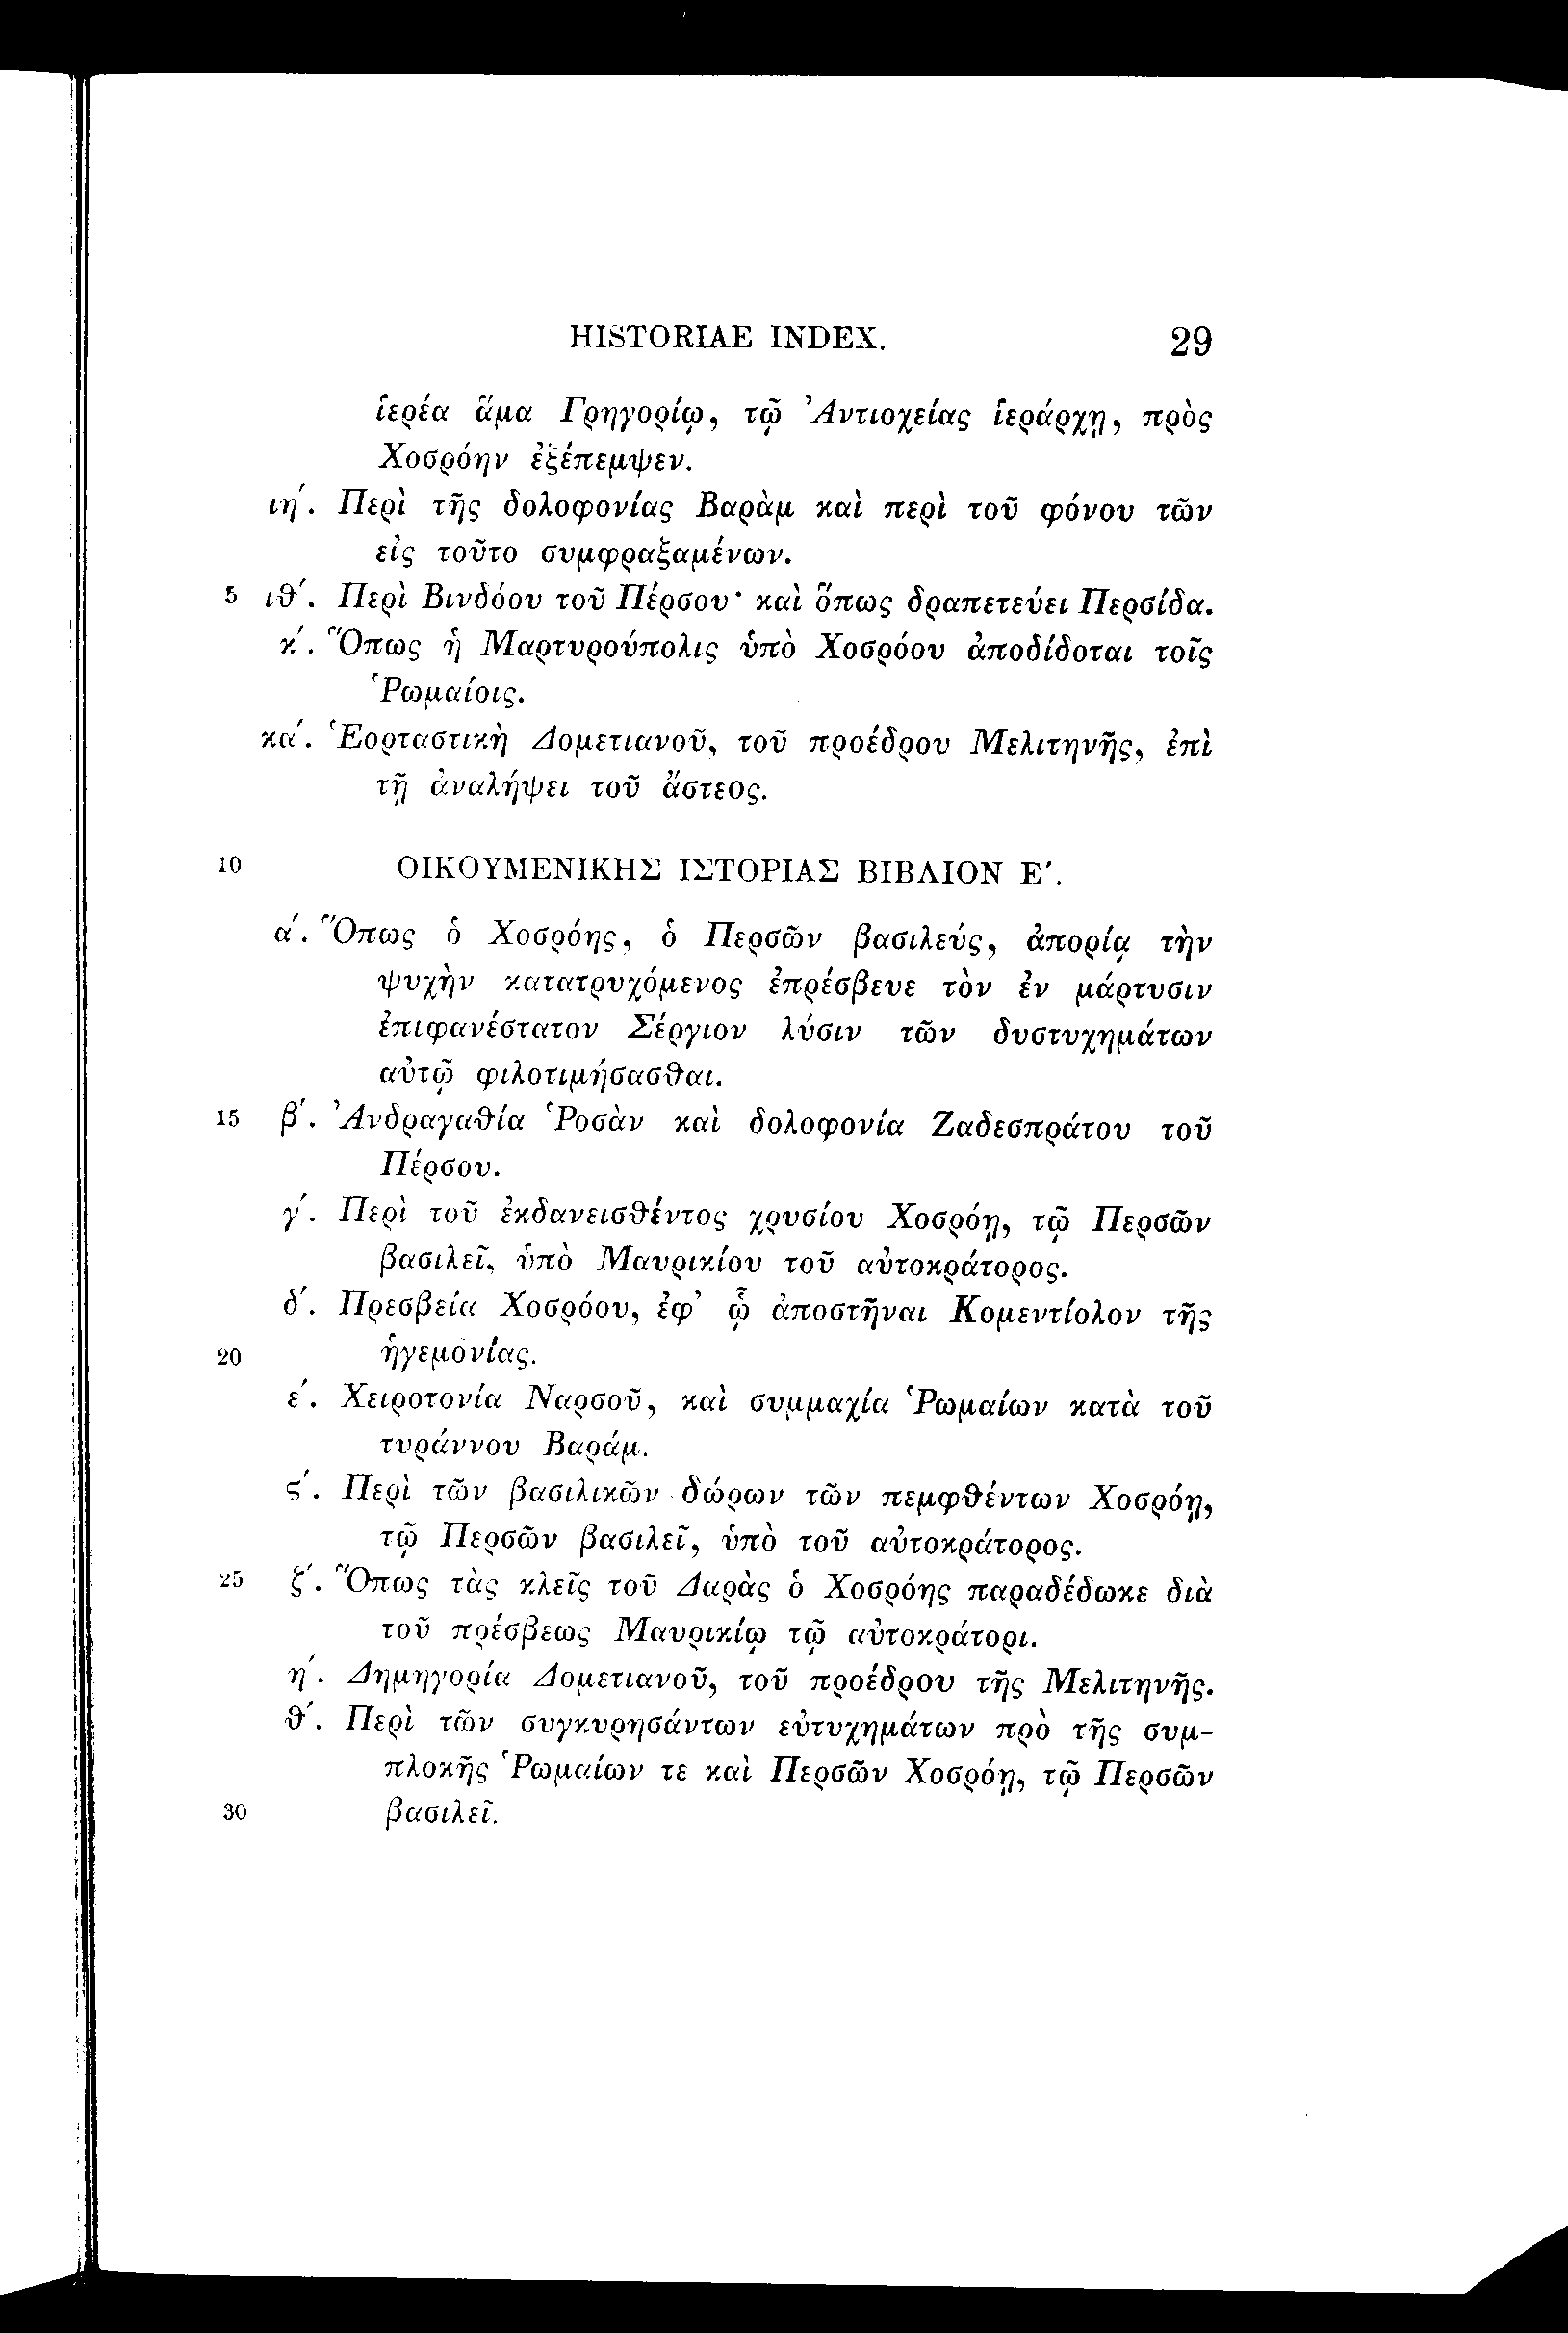 HISTORIAE INDEX. 29
ἱερέα ἅμα Γρηγορίῳ, τῷ Ἀντιοχείας ἱεράρχῃ, πρὸς
Χοσρόην ἐξέπεμψεν.
ιη΄. Περὶ τῆς δολοφονίας Βαρὰμ καὶ περὶ τοῦ φόνου τῶν
εἰς τοῦτο συμφραξαμένων.
5 ιθ΄. Περὶ Βινδόου τοῦ Πέρσου· καὶ ὅπως δραπετεύει Περσίδα.
κ΄. Ὅπως ἡ Μαρτυρούπολις ὑπὸ Χοσρόου ἀποδίδοται τοῖς
Ῥωμαίοις.
κα΄. Ἑορταστικὴ Δομετιανοῦ, τοῦ προέδρου Μελιτηνῆς, ἐπὶ
τῇ ἀναλήψει τοῦ ἄστεος.
10 ΟΙΚΟΥΜΕΝΙΚΗΣ ΙΣΤΟΡΙΑΣ ΒΙΒΛΙΟΝ Ε΄.
α΄. Ὅπως ὁ Χοσρόης, ὁ Περσῶν βασιλεύς, ἀπορίᾳ τὴν
ψυχὴν κατατρυχόμενος ἐπρέσβευε τὸν ἐν μάρτυσιν
ἐπιφανέστατον Σέργιον λύσιν τῶν δυστυχημάτων
αὐτῷ φιλοτιμήσασθαι.
15 β΄. Ἀνδραγαθία Ῥοσὰν καὶ δολοφονία Ζαδεσπράτου τοῦ
Πέρσου.
γ΄. Περὶ τοῦ ἐκδανεισθέντος χρυσίου Χοσρόῃ, τῷ Περσῶν
βασιλεῖ, ὑπὸ Μαυρικίου τοῦ αὐτοκράτορος.
δ΄. Πρεσβεία Χοσρόου, ἐφ’ ᾧ ἀποστῆναι Κομεντίολον τῆς
20 ἡγεμονίας.
ε΄. Χειροτονία Ναρσοῦ, καὶ συμμαχία Ῥωμαίων κατὰ τοῦ
τυράννου Βαράμ.
ϛ΄. Περὶ τῶν βασιλικῶν δώρων τῶν πεμφθέντων Χοσρόῃ,
τῷ Περσῶν βασιλεῖ, ὑπὸ τοῦ αὐτοκράτορος.
25 ζ΄. Ὅπως τὰς κλεῖς τοῦ Δαρὰς ὁ Χοσρόης παραδέδωκε διὰ
τοῦ πρέσβεως Μαυρικίῳ τῷ αὐτοκράτορι.
η΄. Δημηγορία Δομετιανοῦ, τοῦ προέδρου τῆς Μελιτηνῆς.
θ΄. Περὶ τῶν συγκυρησάντων εὐτυχημάτων πρὸ τῆς συμ-
πλοκῆς Ῥωμαίων τε καὶ Περσῶν Χοσρόῃ, τῷ Περσῶν
30 βασιλεῖ.